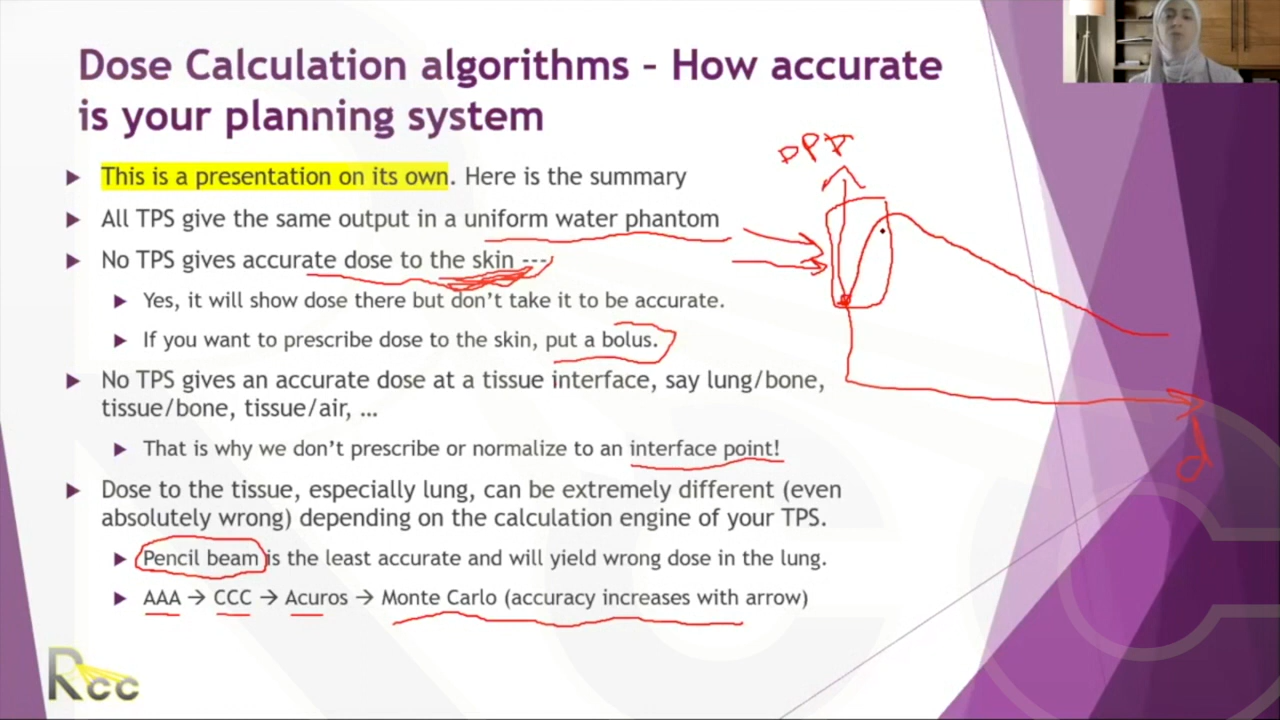 Dose Calculation algorithms – How accurate
is your planning system
This is a presentation on its own. Here is the summary
All TPS give the same output in a uniform water phantom
No TPS gives accurate dose to the skin ---
Yes, it will show dose there but don't take it to be accurate.
If you want to prescribe dose to the skin, put a bolus.
No TPS gives an accurate dose at a tissue interface, say lung/bone,
tissue/bone, tissue/air, …
That is why we don't prescribe or normalize to an interface point!
Dose to the tissue, especially lung, can be extremely different (even
absolutely wrong) depending on the calculation engine of your TPS.
Pencil beam is the least accurate and will yield wrong dose in the lung.
AAA → CCC → Acuros → Monte Carlo (accuracy increases with arrow)
d
Rcc